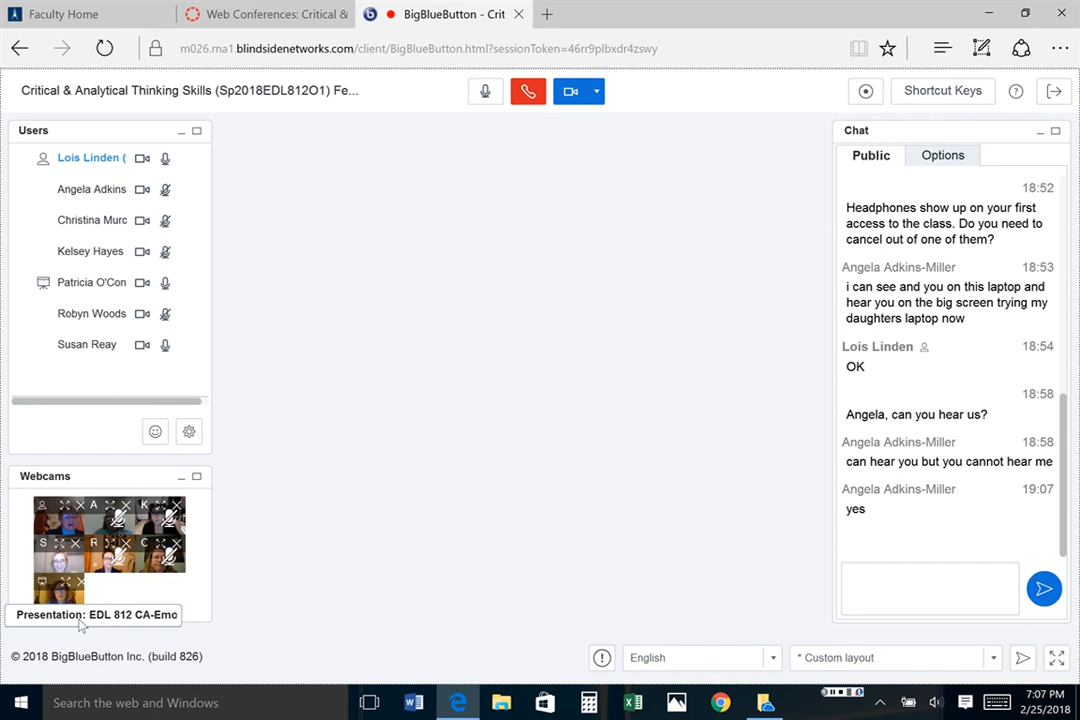 Faculty Home
Web Conferences: Critical &
BigBlueButton - Crit
m026.rna1.blindsidenetworks.com/client/BigBlueButton.html?sessionToken=46rr9plbxdr4zswy
Critical & Analytical Thinking Skills (Sp2018EDL812O1) Fe...
Shortcut Keys
Users
Lois Linden (
Angela Adkins
Christina Murc
Kelsey Hayes
Patricia O'Con
Robyn Woods
Susan Reay
Webcams
A
K
S
R
C
Presentation: EDL 812 CA-Emo
Chat
Public
Options
18:52
Headphones show up on your first
access to the class. Do you need to
cancel out of one of them?
Angela Adkins-Miller 18:53
i can see and you on this laptop and
hear you on the big screen trying my
daughters laptop now
Lois Linden 18:54
OK
18:58
Angela, can you hear us?
Angela Adkins-Miller 18:58
can hear you but you cannot hear me
Angela Adkins-Miller 19:07
yes
© 2018 BigBlueButton Inc. (build 826)
English
* Custom layout
Search the web and Windows
7:07 PM
2/25/2018